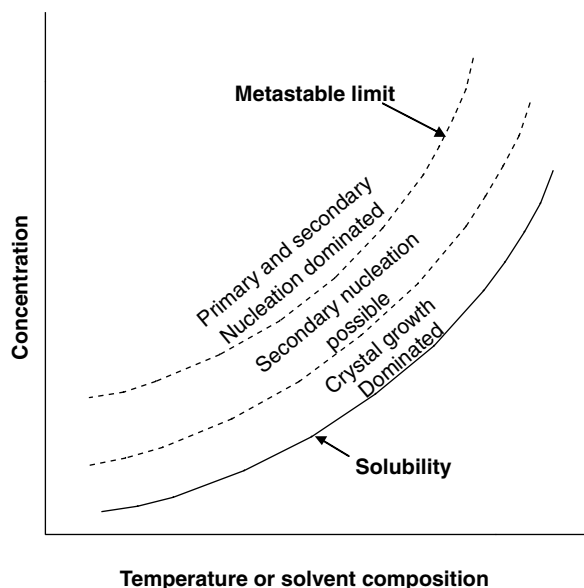 Metastable limit
Primary and secondary
Nucleation dominated
Secondary nucleation
possible
Crystal growth
Dominated
Solubility
Concentration
Temperature or solvent composition